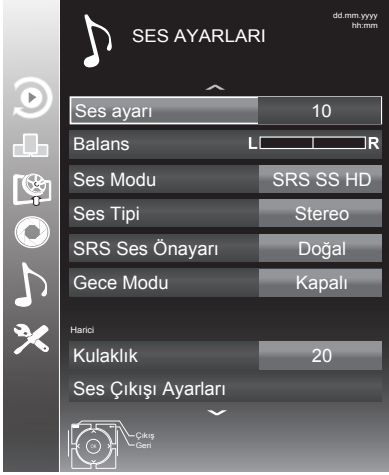 SES AYARLARI
dd.mm.yyyy
hh:mm
Ses ayarı 10
Balans L R
Ses Modu SRS SS HD
Ses Tipi Stereo
SRS Ses Önayarı Doğal
Gece Modu Kapalı
Harici
Kulaklık 20
Ses Çıkışı Ayarları
Çıkış
Geri
OK